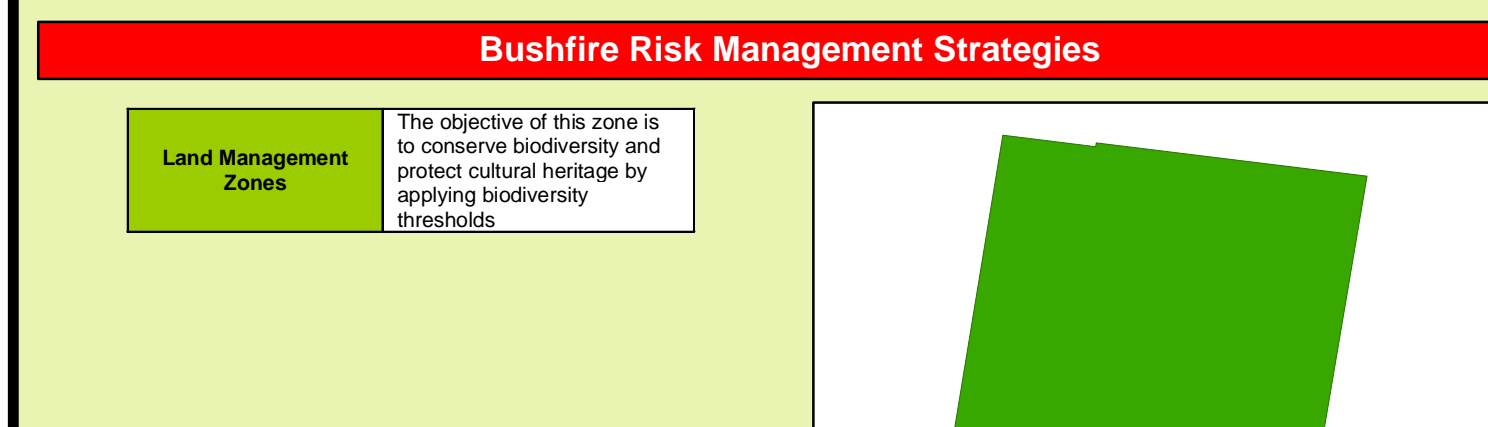 Bushfire Risk Management Strategies
Land Management
Zones
The objective of this zone is
to conserve biodiversity and
protect cultural heritage by
applying biodiversity
thresholds